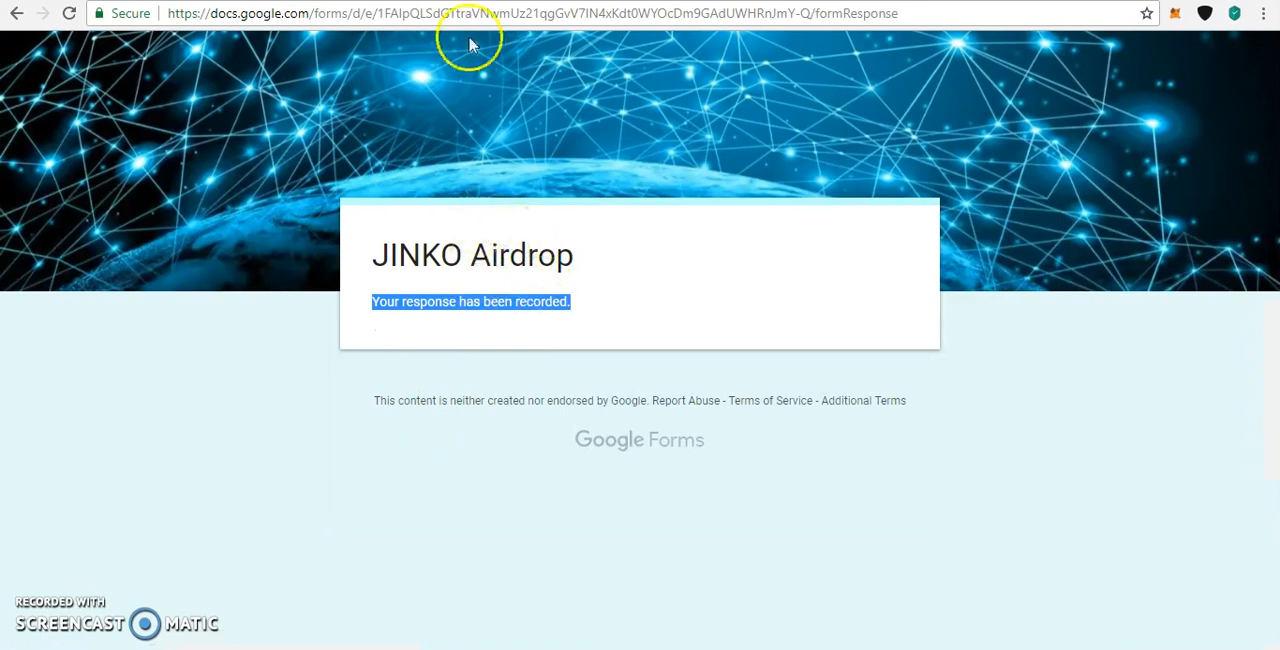 Secure https://docs.google.com/forms/d/e/1FAIpQLSdGTtraVNwmUz21qgGvV7IN4xKdt0WYOcDm9GAdUWHRnJmY-Q/formResponse
JINKO Airdrop
Your response has been recorded.
This content is neither created nor endorsed by Google. Report Abuse - Terms of Service - Additional Terms
Google Forms
RECORDED WITH
SCREENCAST MATIC